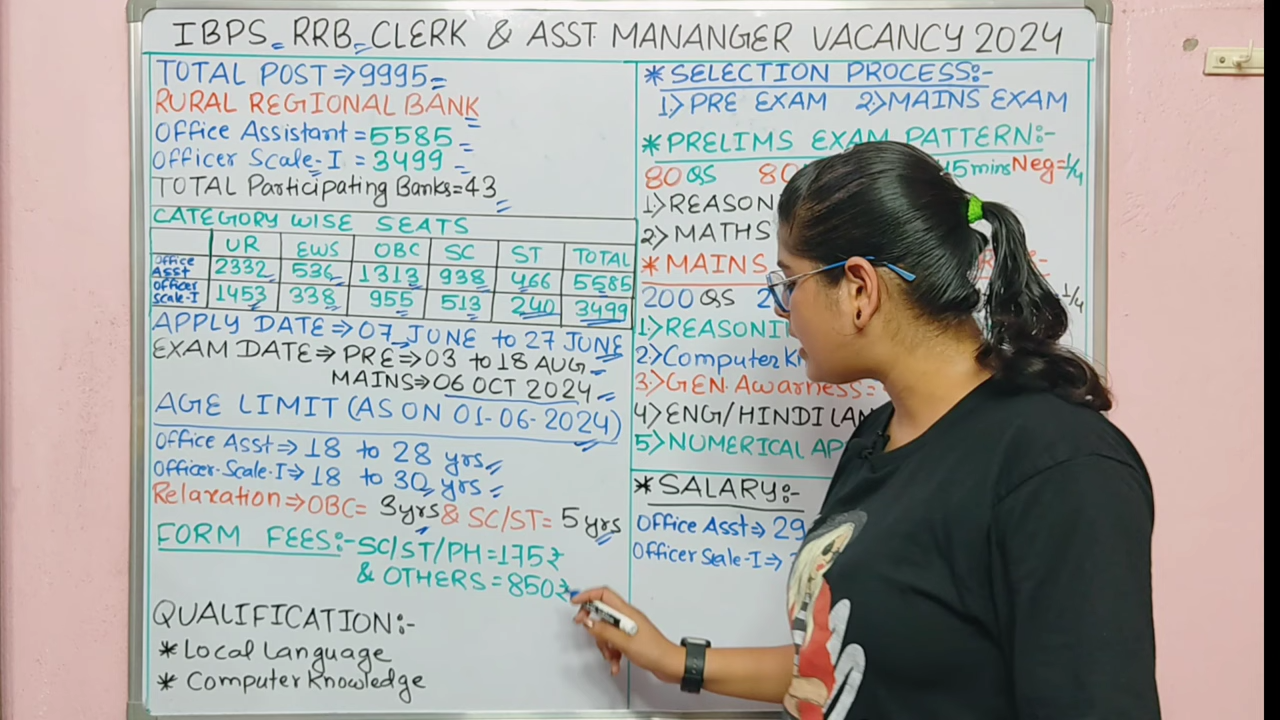 IBPS RRB CLERK & ASST MANANGER VACANCY 2024
TOTAL POST⇒9995
RURAL REGIONAL BANK
Office Assistant=5585
Officer Scale-I = 3499
TOTAL Participating Banks=43
CATEGORY WISE SEATS
UR EWS OBC SC ST TOTAL
Office Asst 2332 536 1313 938 466 5585
Officer Scale-I 1453 338 955 513 240 3499
APPLY DATE⇒07 JUNE to 27 JUNE
EXAM DATE⇒PRE⇒03 to 18 AUG
MAINS⇒06 OCT 2024
AGE LIMIT (AS ON 01-06-2024)
Office Asst⇒18 to 28 yrs
Officer Scale-I⇒18 to 30 yrs
Relaxation⇒OBC= 3yrs & SC/ST= 5yrs
FORM FEES:-SC/ST/PH=175₹
& OTHERS=850₹
QUALIFICATION:-
* Local Language
* Computer Knowledge
* SELECTION PROCESS:-
1> PRE EXAM 2>MAINS EXAM
* PRELIMS EXAM PATTERN:-
80 QS 80 45mins Neg=1/4
1>REASON
2> MATHS
* MAINS
200 QS 1/4
1>REASONI
2>Computer K
3>GEN. Awarness=
4>ENG/HINDI LAN
5>NUMERICAL AP
* SALARY:-
Office Asst⇒29
Officer Scale-I⇒